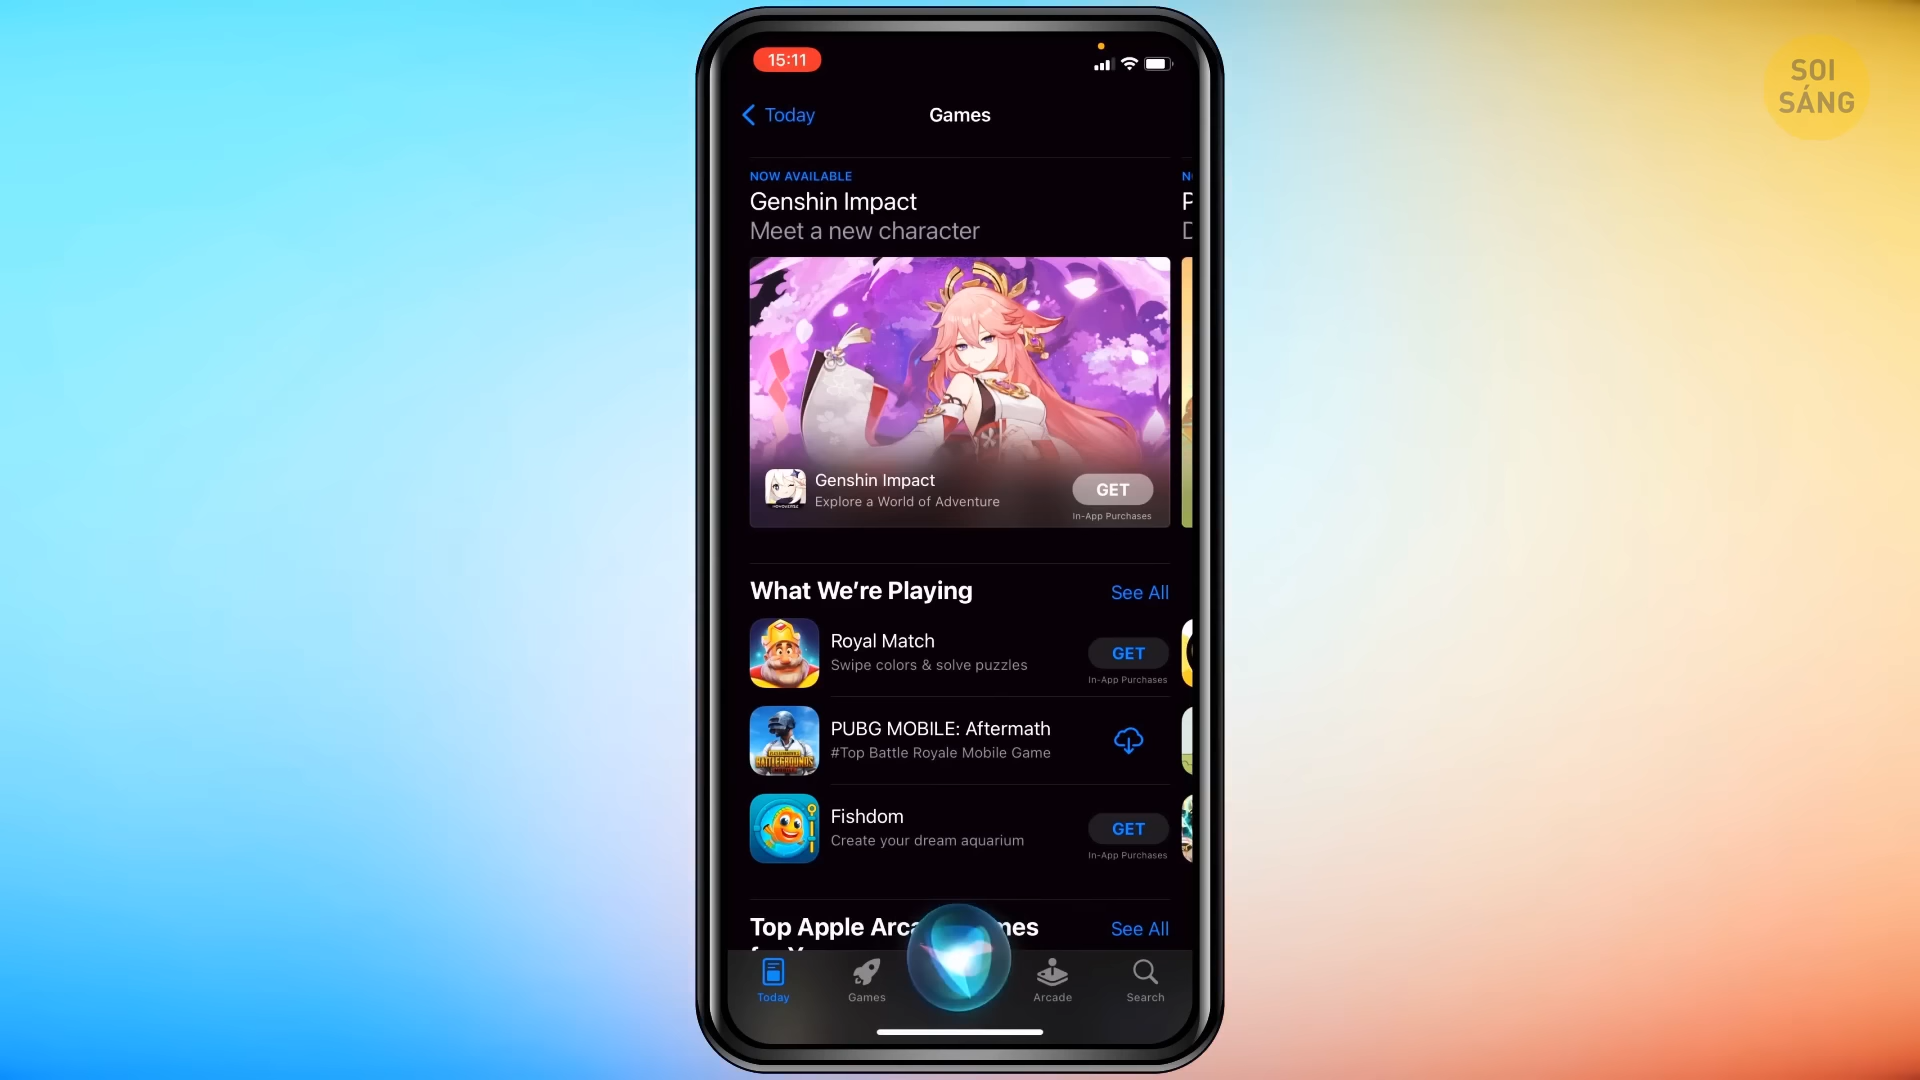 15:11
SOI
SÁNG
Today
Games
NOW AVAILABLE
Genshin Impact
Meet a new character
Genshin Impact
Explore a World of Adventure
GET
In-App Purchases
What We're Playing
See All
Royal Match
Swipe colors & solve puzzles
GET
In-App Purchases
PUBG MOBILE: Aftermath
#Top Battle Royale Mobile Game
BATTLEGROUNDS
Fishdom
Create your dream aquarium
GET
In-App Purchases
Top Apple
See All
Today
Games
Arcade
Search